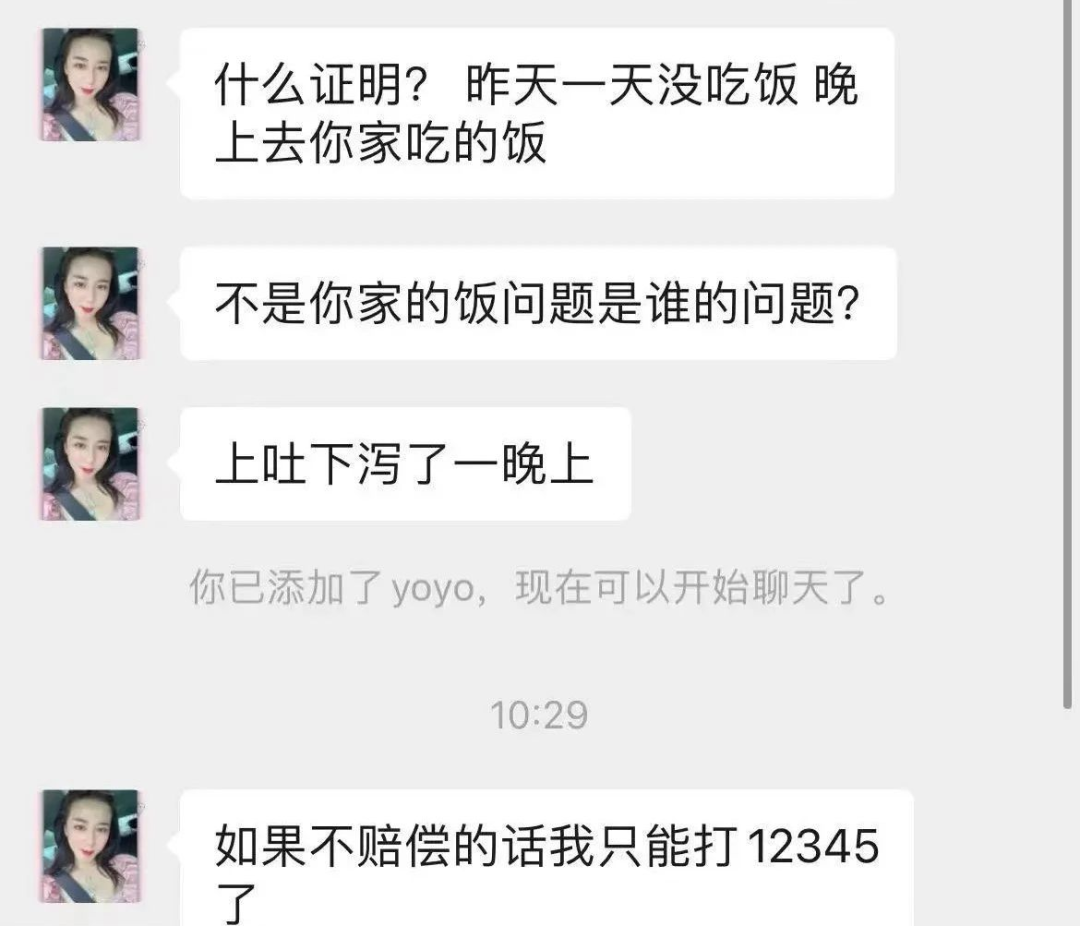 什么证明? 昨天一天没吃饭 晚
上去你家吃的饭
不是你家的饭问题是谁的问题?
上吐下泻了一晚上
你已添加了yoyo，现在可以开始聊天了。
10:29
如果不赔偿的话我只能打12345
了